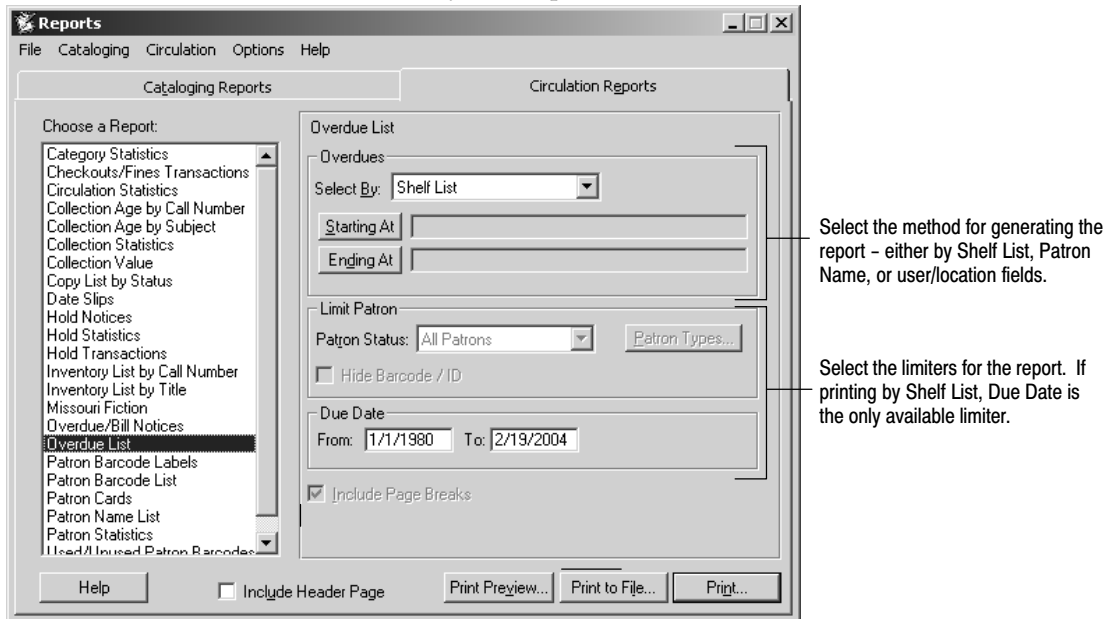 Reports
File Cataloging Circulation Options Help
Cataloging Reports
Circulation Reports
Choose a Report:
Category Statistics
Checkouts/Fines Transactions
Circulation Statistics
Collection Age by Call Number
Collection Age by Subject
Collection Statistics
Collection Value
Copy List by Status
Date Slips
Hold Notices
Hold Statistics
Hold Transactions
Inventory List by Call Number
Inventory List by Title
Missouri Fiction
Overdue/Bill Notices
Overdue List
Patron Barcode Labels
Patron Barcode List
Patron Cards
Patron Name List
Patron Statistics
Used/Unused Patron Barcodes
Overdue List
Overdues
Select By: Shelf List
Starting At
Ending At
Limit Patron
Patron Status: All Patrons Patron Types...
Hide Barcode / ID
Due Date
From: 1/1/1980 To: 2/19/2004
Include Page Breaks
Help Include Header Page Print Preview... Print to File... Print...
Select the method for generating the
report – either by Shelf List, Patron
Name, or user/location fields.
Select the limiters for the report. If
printing by Shelf List, Due Date is
the only available limiter.